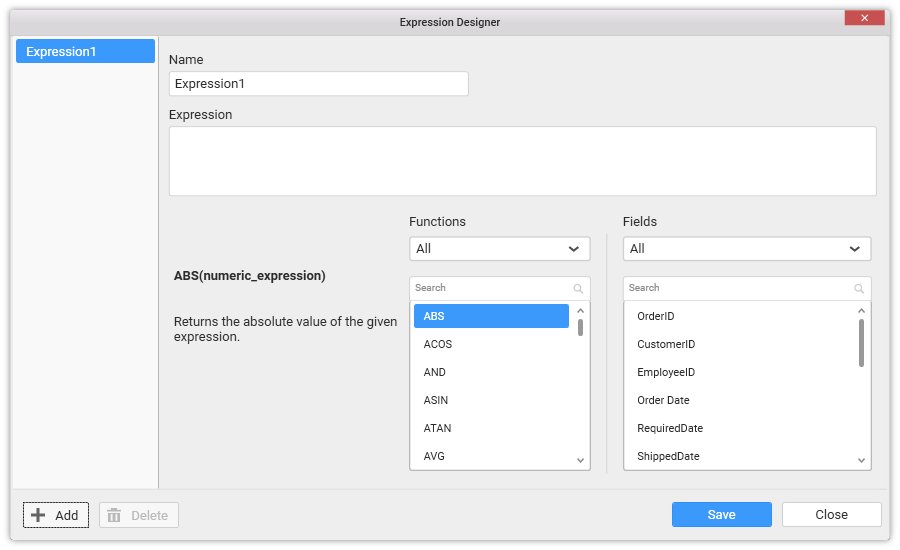 Expression Designer
Expression1
Name
Expression1
Expression
Functions
Fields
All
All
ABS(numeric_expression)
Search
Search
Returns the absolute value of the given
expression.
ABS
ACOS
AND
ASIN
ATAN
AVG
OrderID
CustomerID
EmployeeID
Order Date
RequiredDate
ShippedDate
Add
Delete
Save
Close